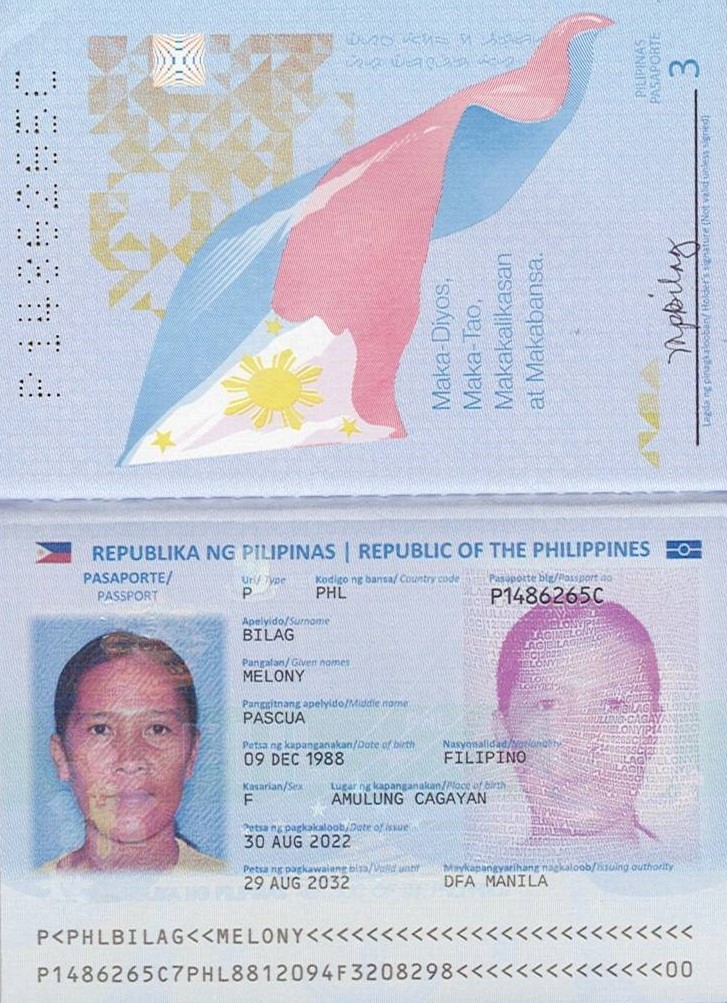 P1486265C
PILIPINAS
PASAPORTE
3
Maka-Diyos,
Maka-Tao,
Makakalikasan
at Makabansa.
Lagda ng pinagkalooban/ Holder's signature (Not valid unless signed)
REPUBLIKA NG PILIPINAS | REPUBLIC OF THE PHILIPPINES
PASAPORTE/
PASSPORT
Uri/ Type Kodigo ng bansa/ Country code Pasaporte blg/Passport no
P PHL P1486265C
Apelyido/Surname
BILAG
Pangalan/ Given names
MELONY
Panggitnang apelyido/Middle name
PASCUA
Petsa ng kapanganakan/Date of birth Nasyonalidad/Nationality
09 DEC 1988 FILIPINO
Kasarian/Sex Lugar ng kapanganakan/Place of birth
F AMULUNG CAGAYAN
Petsa ng pagkakaloob/Date of issue
30 AUG 2022
Petsa ng pagkawalang bisa/Valid until Maykapangyarihang nagkaloob/Issuing authority
29 AUG 2032 DFA MANILA
P<PHLBILAG<<MELONY<<<<<<<<<<<<<<<<<<<<<<<<<<
P1486265C7PHL8812094F3208298<<<<<<<<<<<<<<00